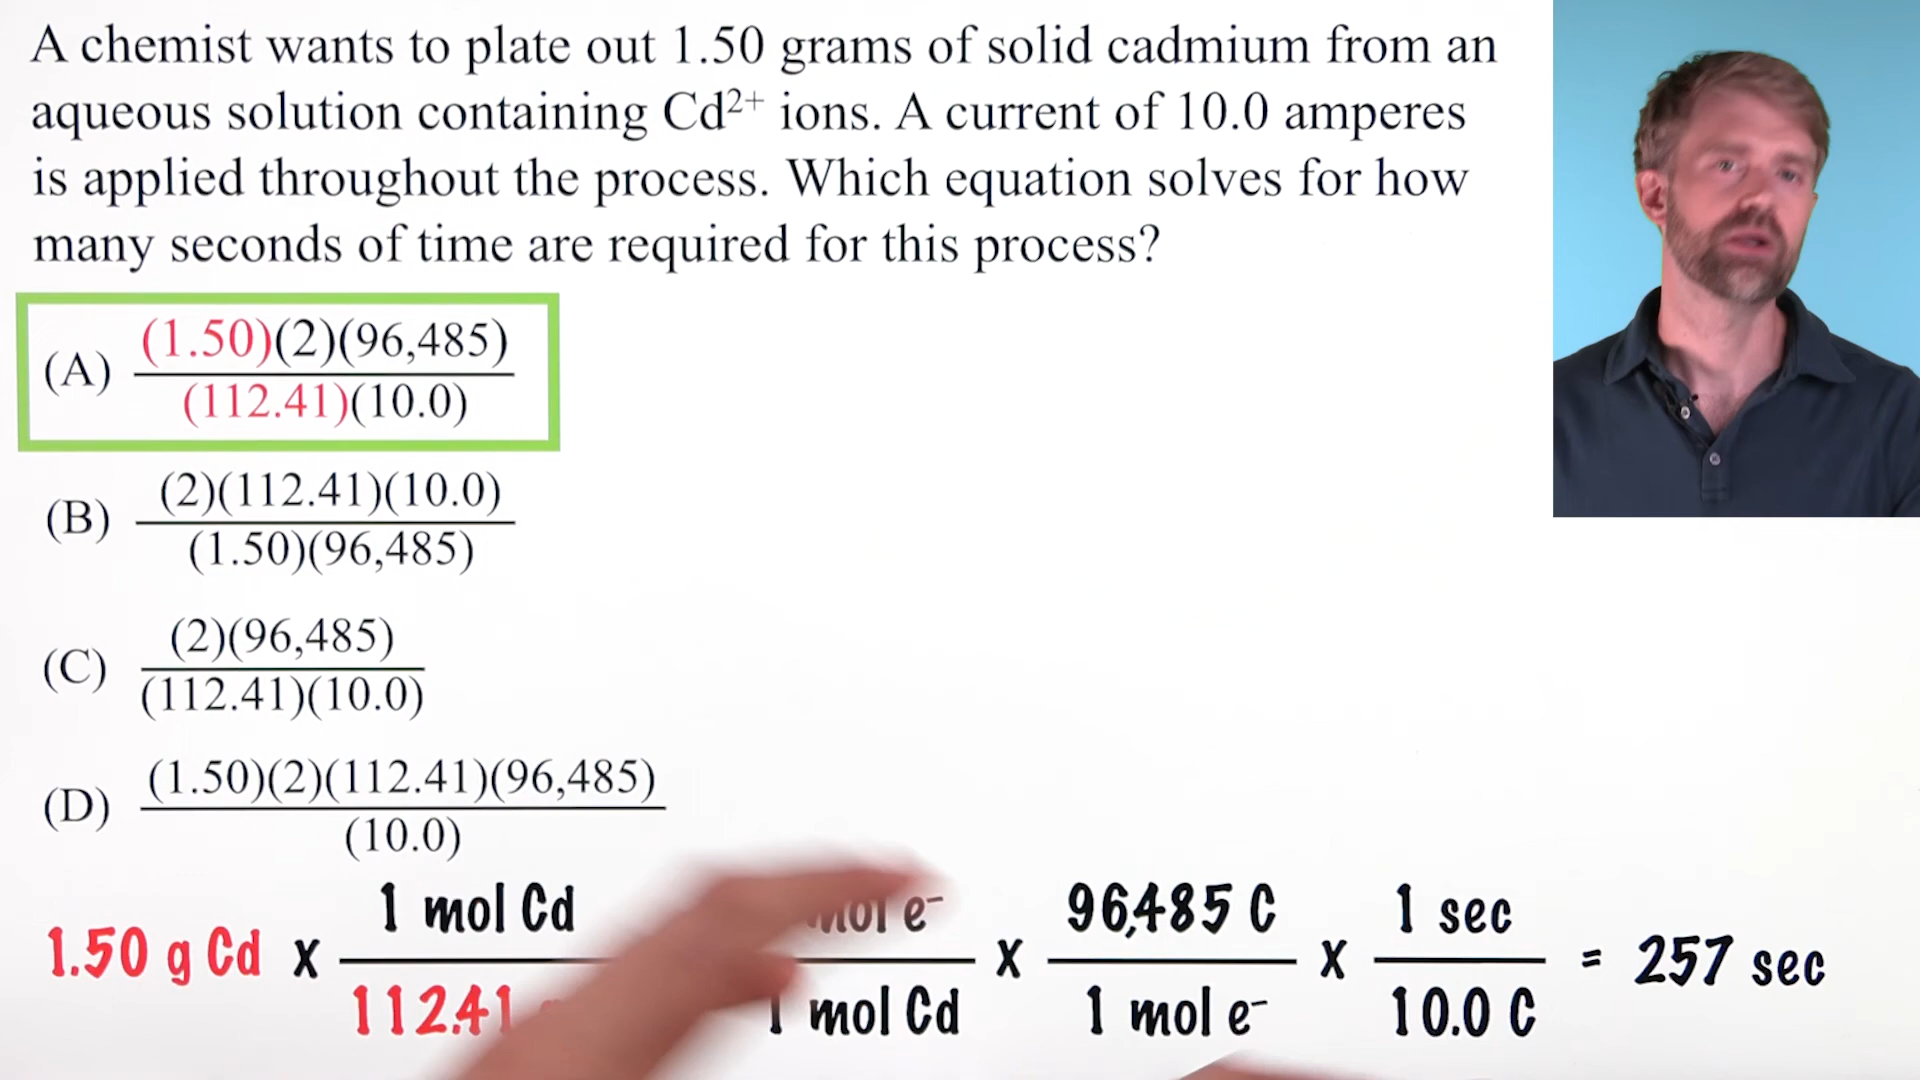 A chemist wants to plate out 1.50 grams of solid cadmium from an
aqueous solution containing Cd²⁺ ions. A current of 10.0 amperes
is applied throughout the process. Which equation solves for how
many seconds of time are required for this process?
(A) (1.50)(2)(96,485)
(112.41)(10.0)
(B) (2)(112.41)(10.0)
(1.50)(96,485)
(C) (2)(96,485)
(112.41)(10.0)
(D) (1.50)(2)(112.41)(96,485)
(10.0)
1.50 g Cd x 1 mol Cd mol e⁻ x 96,485 C x 1 sec = 257 sec
112.41 1 mol Cd 1 mol e⁻ 10.0 C